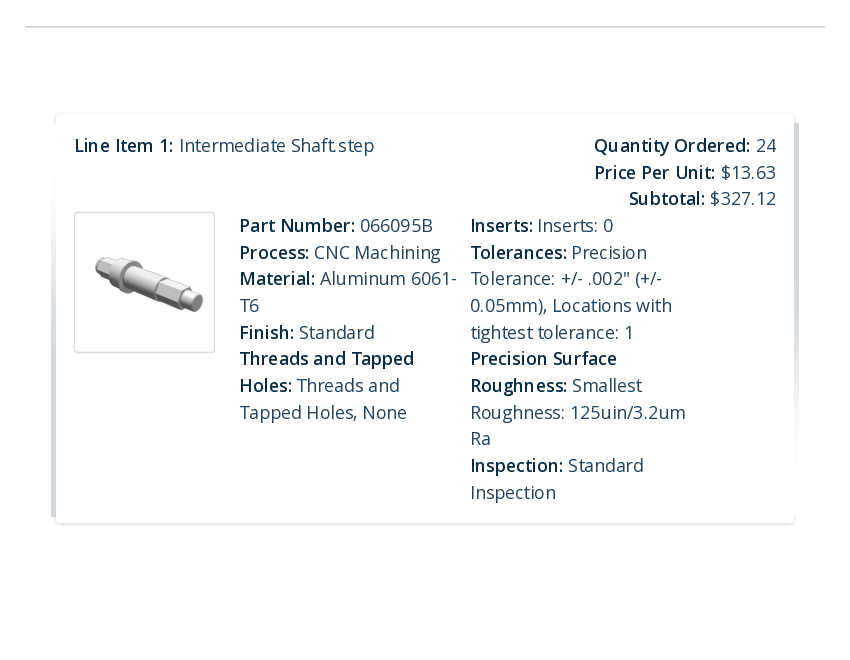 Line Item 1: Intermediate Shaft.step
Quantity Ordered: 24
Price Per Unit: $13.63
Subtotal: $327.12
Part Number: 066095B
Process: CNC Machining
Material: Aluminum 6061-
T6
Finish: Standard
Threads and Tapped
Holes: Threads and
Tapped Holes, None
Inserts: Inserts: 0
Tolerances: Precision
Tolerance: +/- .002" (+/-
0.05mm), Locations with
tightest tolerance: 1
Precision Surface
Roughness: Smallest
Roughness: 125uin/3.2um
Ra
Inspection: Standard
Inspection